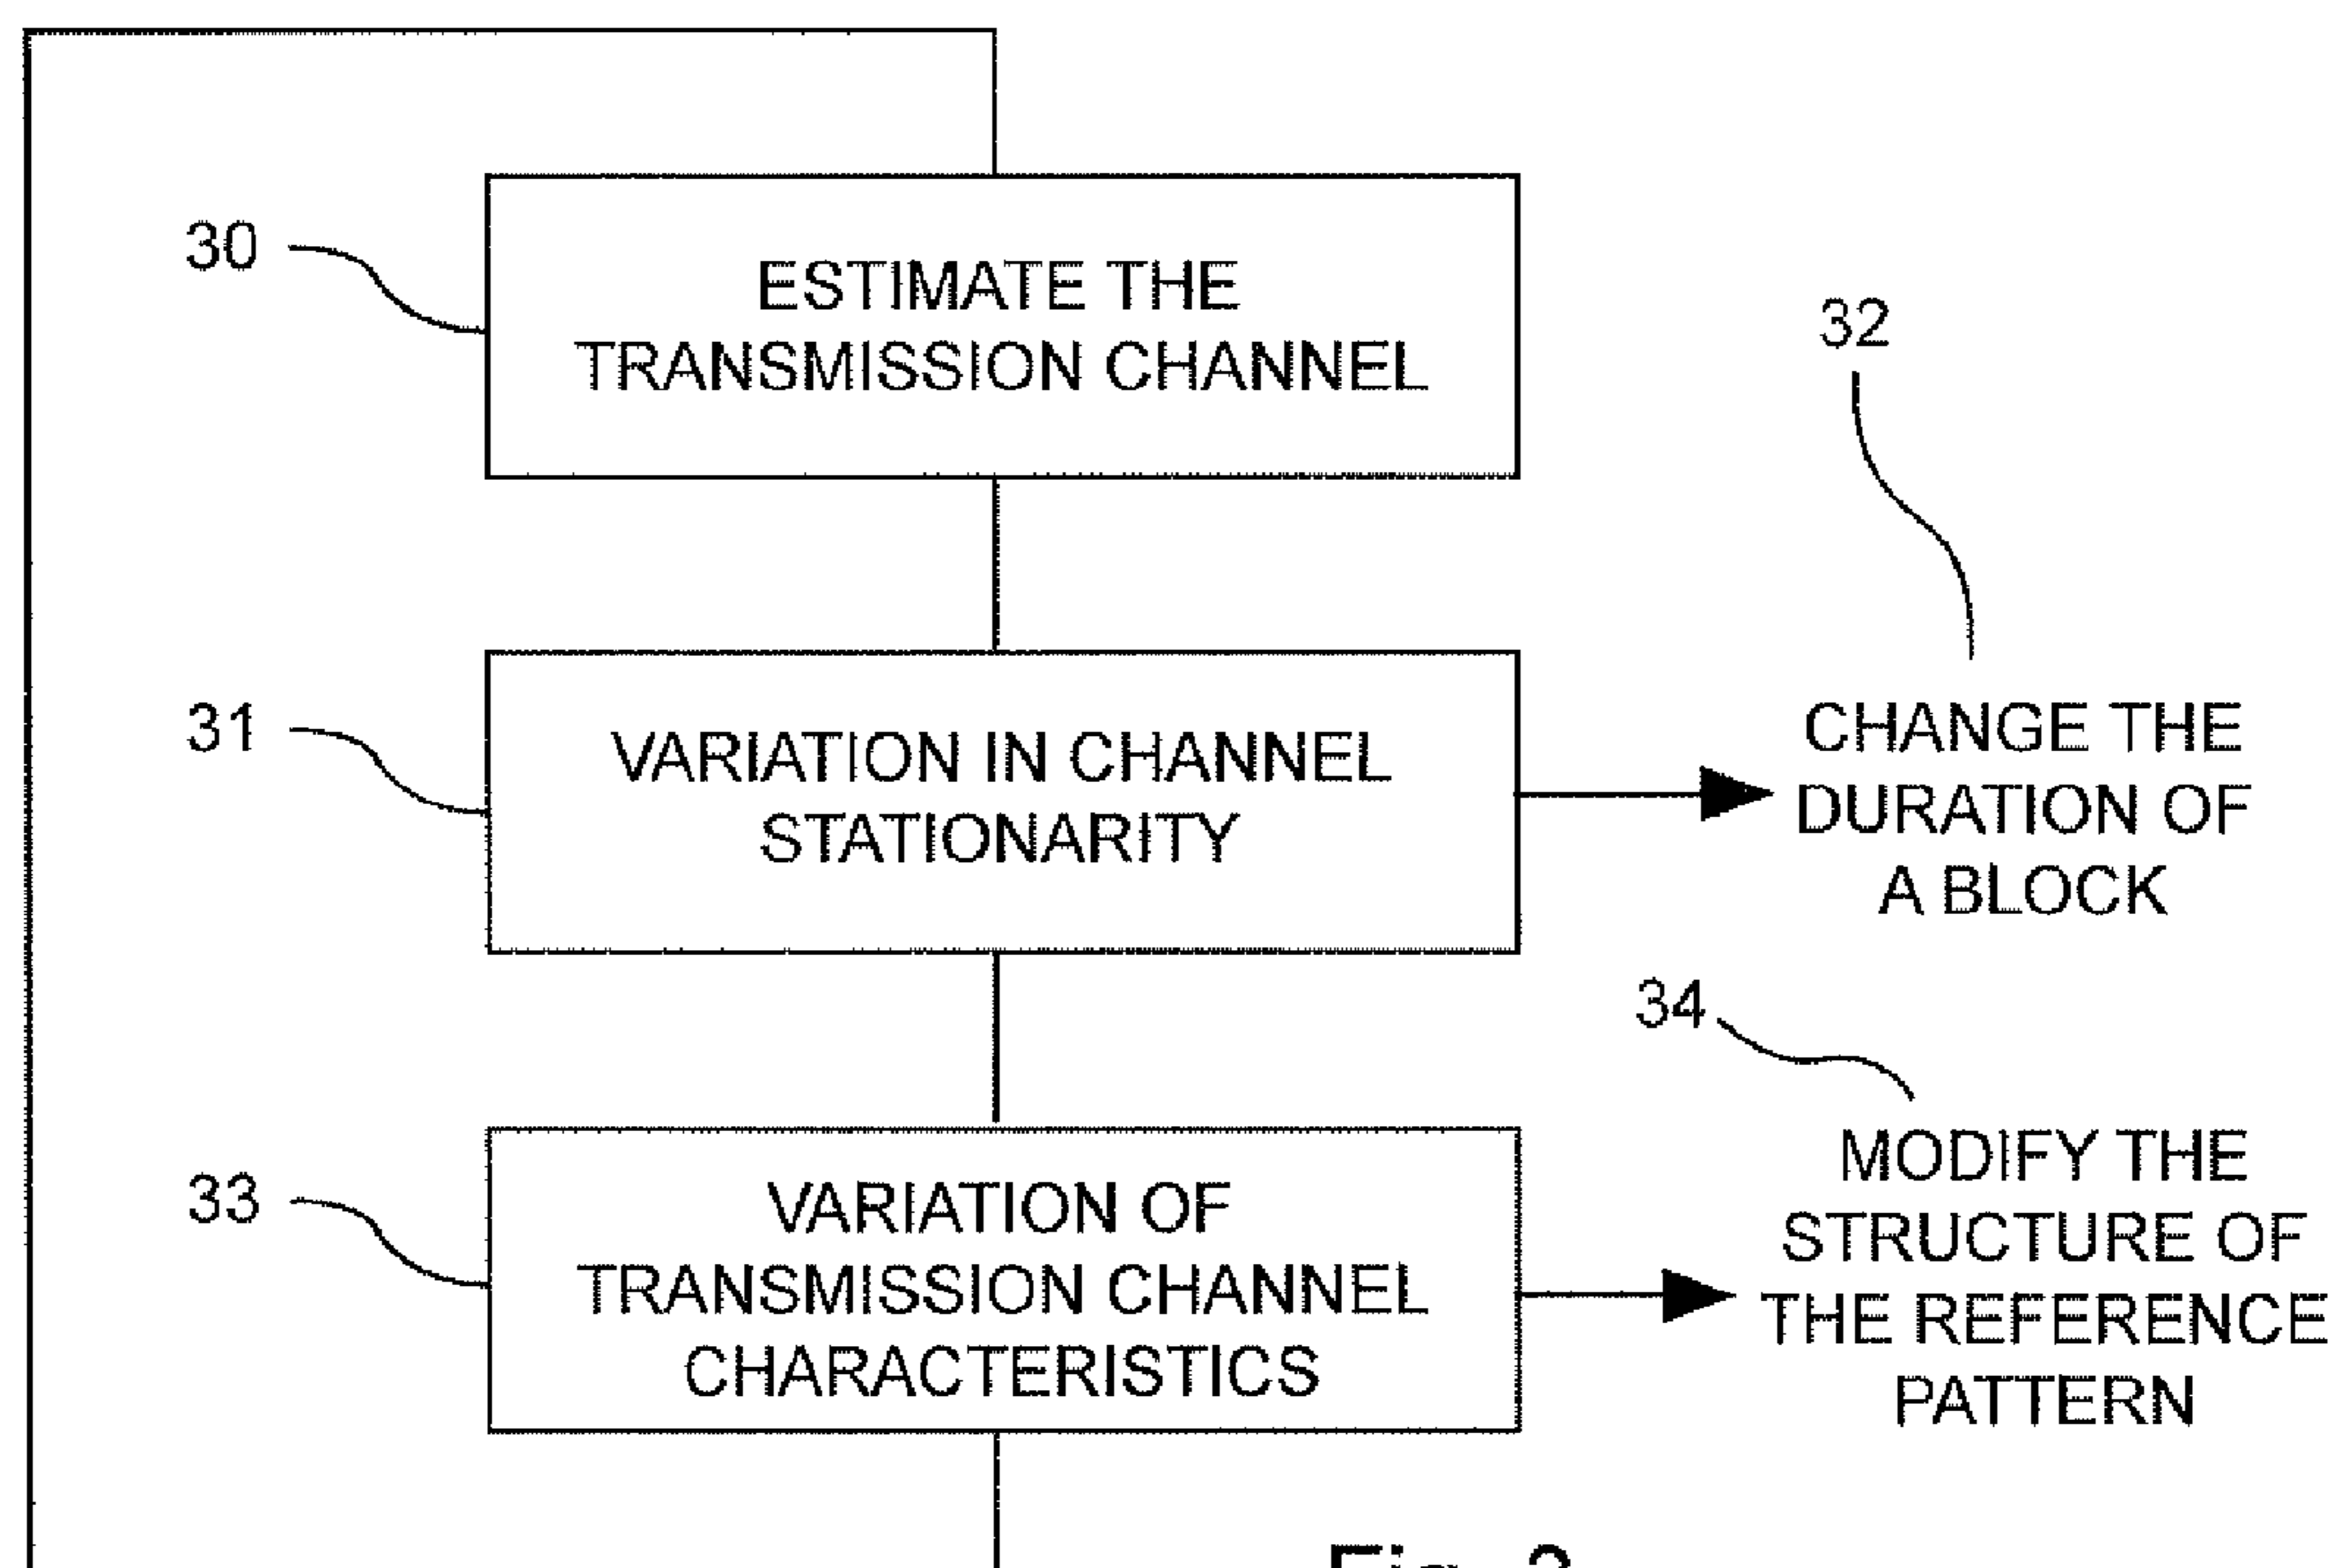 30
ESTIMATE THE
TRANSMISSION CHANNEL
32
31
VARIATION IN CHANNEL
STATIONARITY
CHANGE THE
DURATION OF
A BLOCK
34
33
VARIATION OF
TRANSMISSION CHANNEL
CHARACTERISTICS
MODIFY THE
STRUCTURE OF
THE REFERENCE
PATTERN